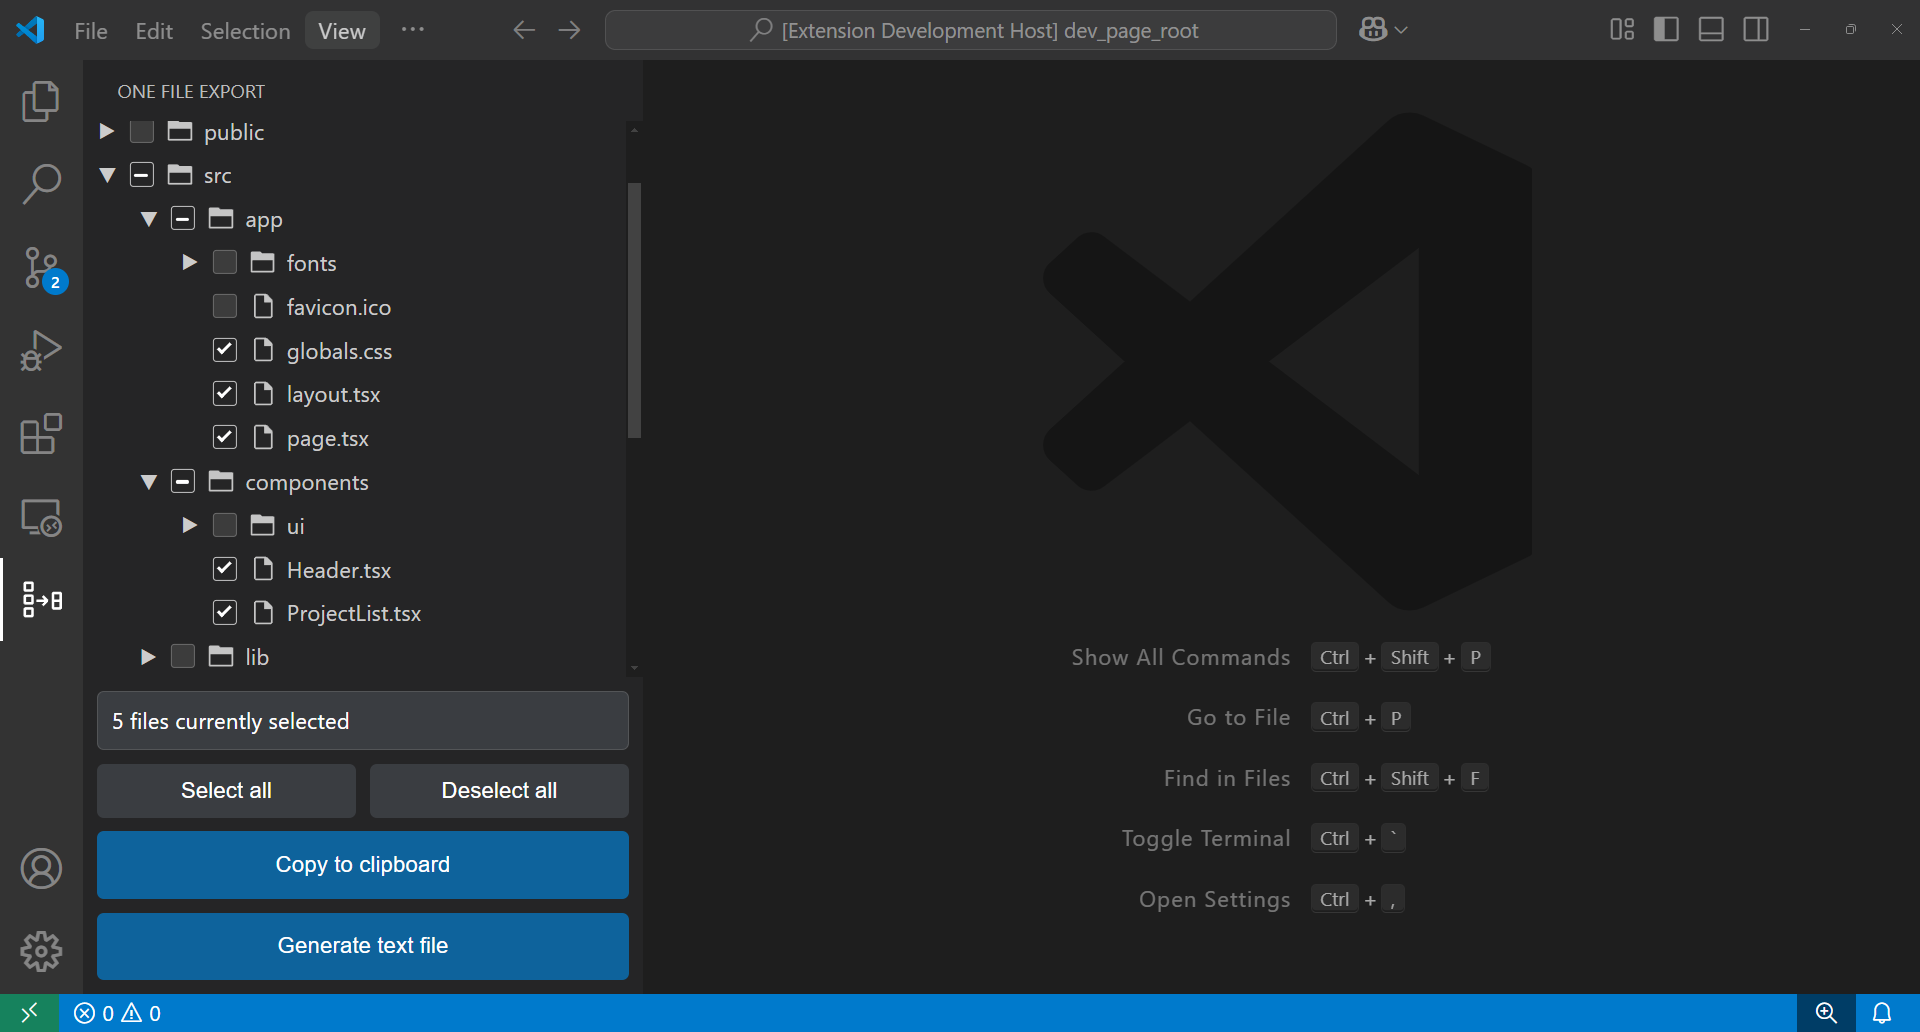 File Edit Selection View ···
[Extension Development Host] dev_page_root
ONE FILE EXPORT
public
src
app
fonts
favicon.ico
globals.css
layout.tsx
page.tsx
components
ui
Header.tsx
ProjectList.tsx
lib
2
5 files currently selected
Select all Deselect all
Copy to clipboard
Generate text file
Show All Commands Ctrl + Shift + P
Go to File Ctrl + P
Find in Files Ctrl + Shift + F
Toggle Terminal Ctrl + `
Open Settings Ctrl + ,
0 0